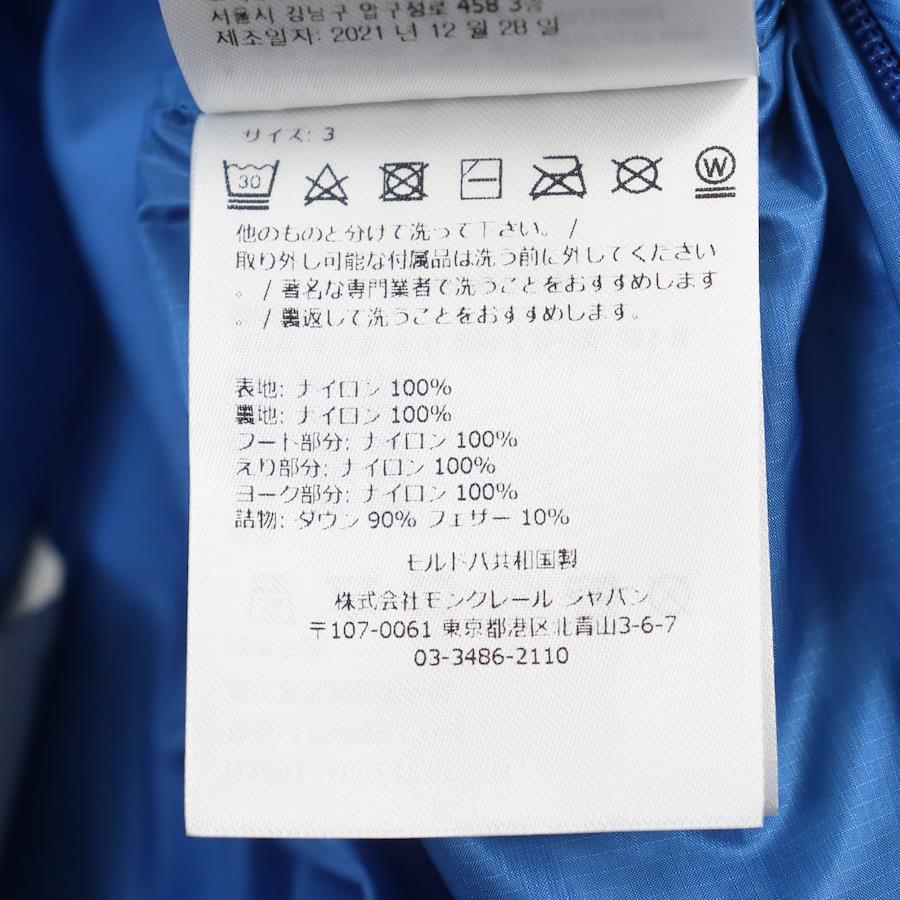 서울시 강남구 압구정로 458 3층
제조일자: 2021 년 12 월 28 일
サイズ: 3
30
W
他のものと分けて洗って下さい。 /
取り外し可能な付属品は洗う前に外してください
。 / 著名な専門業者で洗うことをおすすめします
。 / 裏返して洗うことをおすすめします。
表地: ナイロン 100%
裏地: ナイロン 100%
フード部分: ナイロン 100%
えり部分: ナイロン 100%
ヨーク部分: ナイロン 100%
詰物: ダウン 90% フェザー 10%
モルドバ共和国製
株式会社モンクレール ジャパン
〒107-0061 東京都港区北青山3-6-7
03-3486-2110